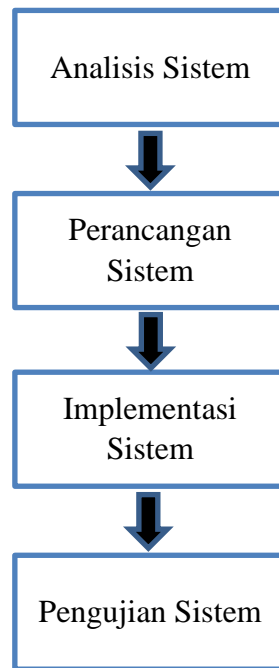 Analisis Sistem
Perancangan
Sistem
Implementasi
Sistem
Pengujian Sistem